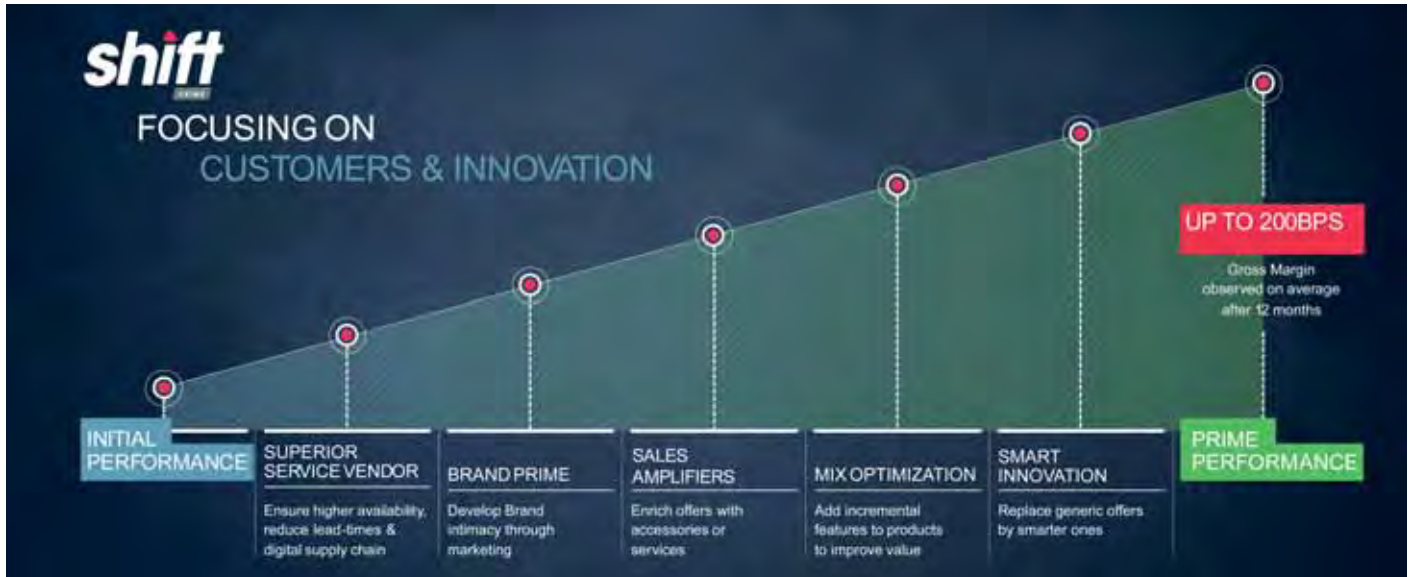 shift
PRIME
FOCUSING ON
CUSTOMERS & INNOVATION
UP TO 200BPS
Gross Margin
observed on average
after 12 months
INITIAL
PERFORMANCE
SUPERIOR
SERVICE VENDOR
Ensure higher availability,
reduce lead-times &
digital supply chain
BRAND PRIME
Develop Brand
intimacy through
marketing
SALES
AMPLIFIERS
Enrich offers with
accessories or
services
MIX OPTIMIZATION
Add incremental
features to products
to improve value
SMART
INNOVATION
Replace generic offers
by smarter ones
PRIME
PERFORMANCE